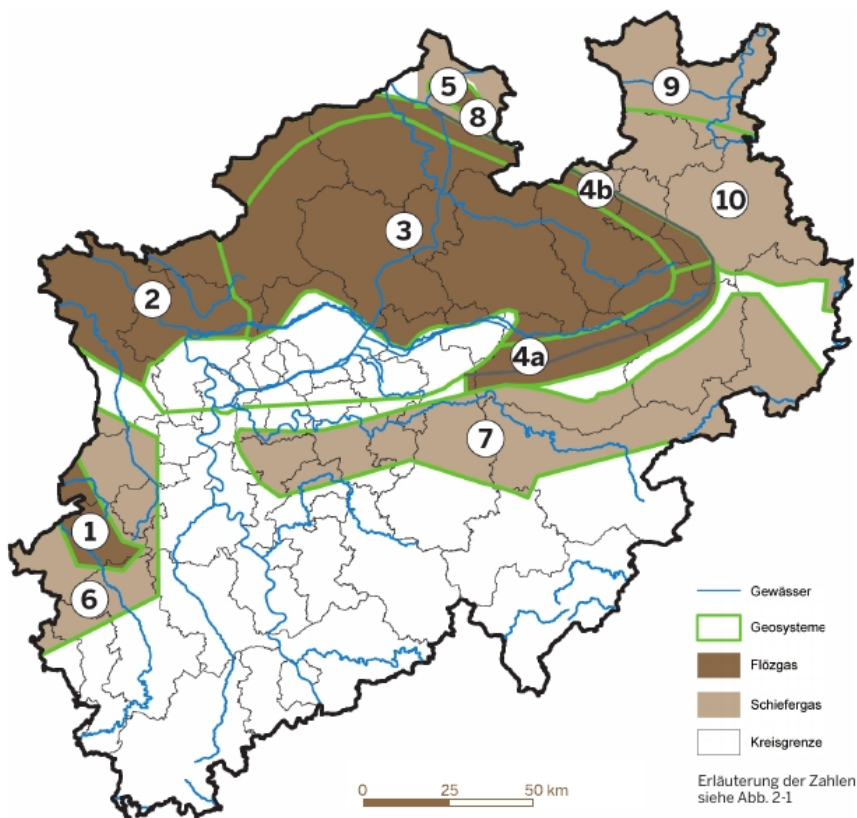 5
9
8
4b
10
3
2
4a
7
1
6
Gewässer
Geosysteme
Flözgas
Schiefergas
Kreisgrenze
Erläuterung der Zahlen
siehe Abb. 2-1
0 25 50 km